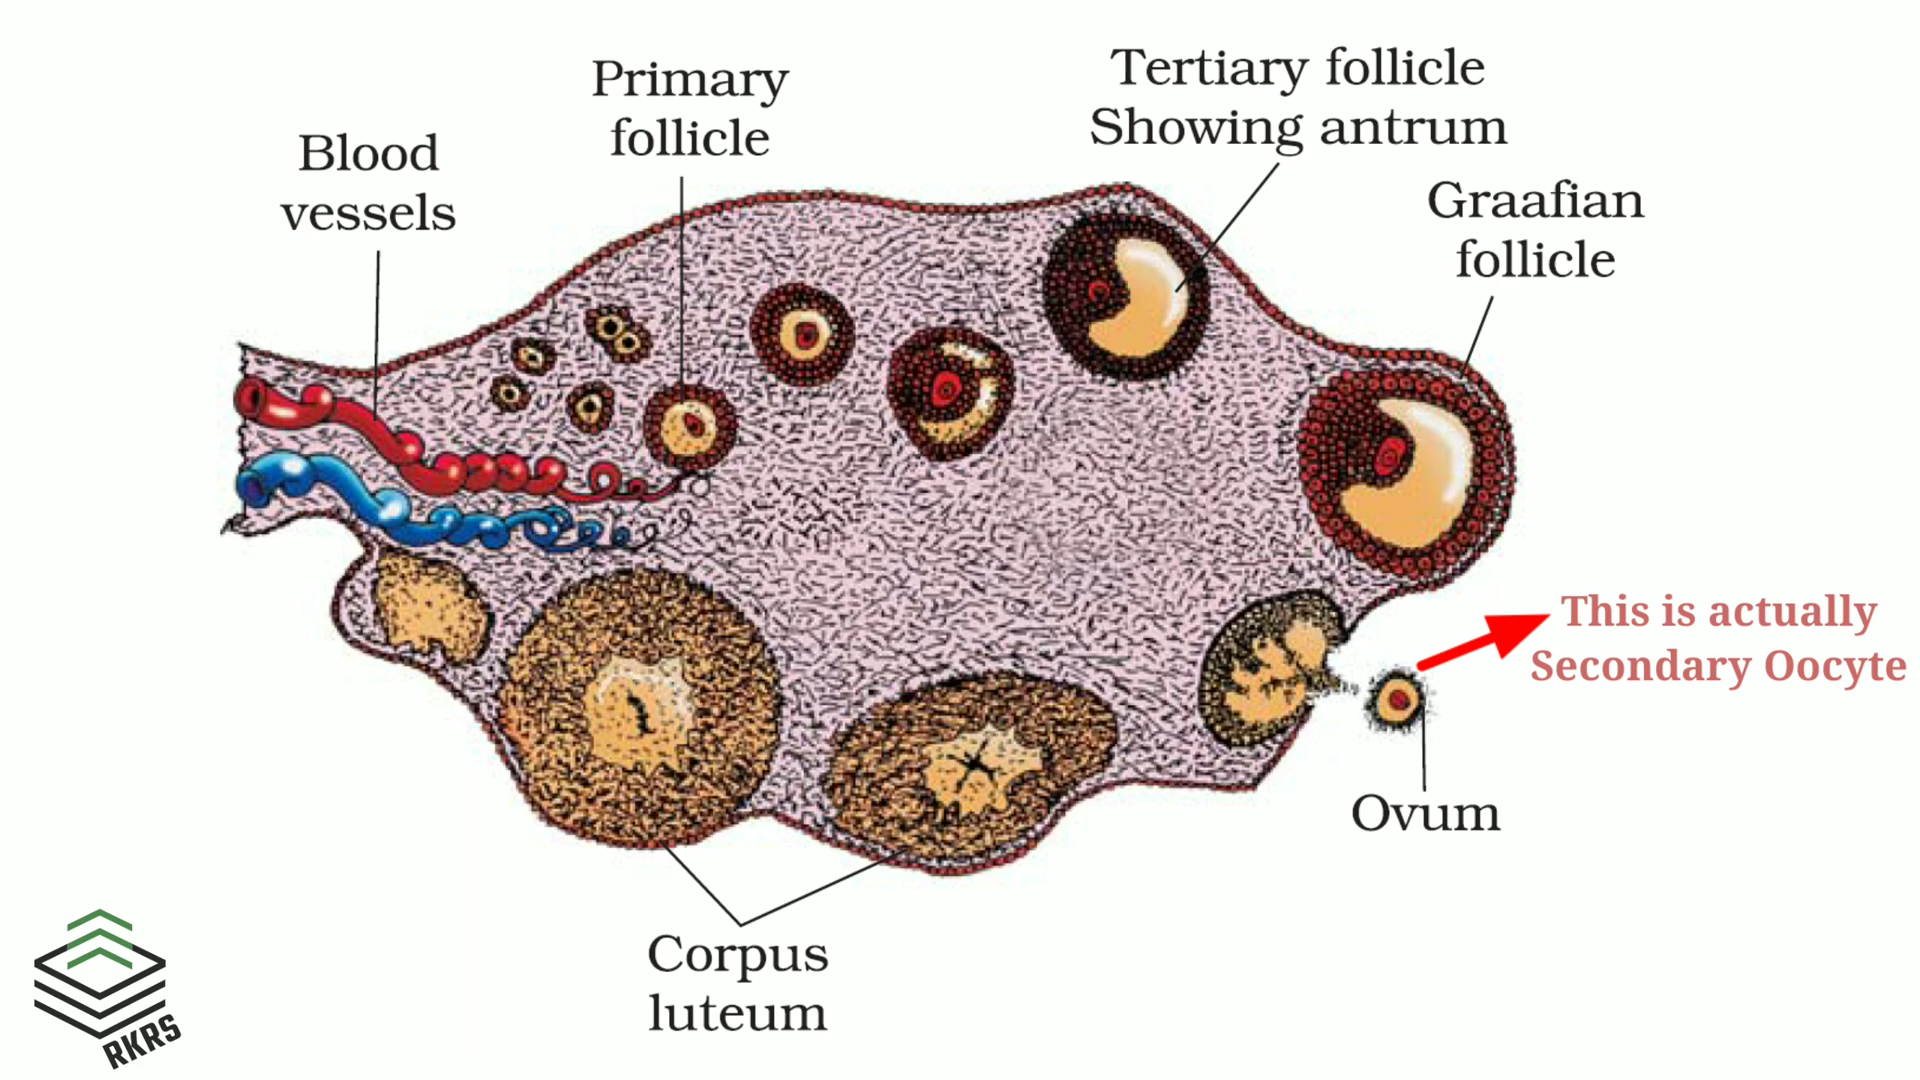 Blood
vessels
Primary
follicle
Tertiary follicle
Showing antrum
Graafian
follicle
This is actually
Secondary Oocyte
Ovum
Corpus
luteum
RKRS